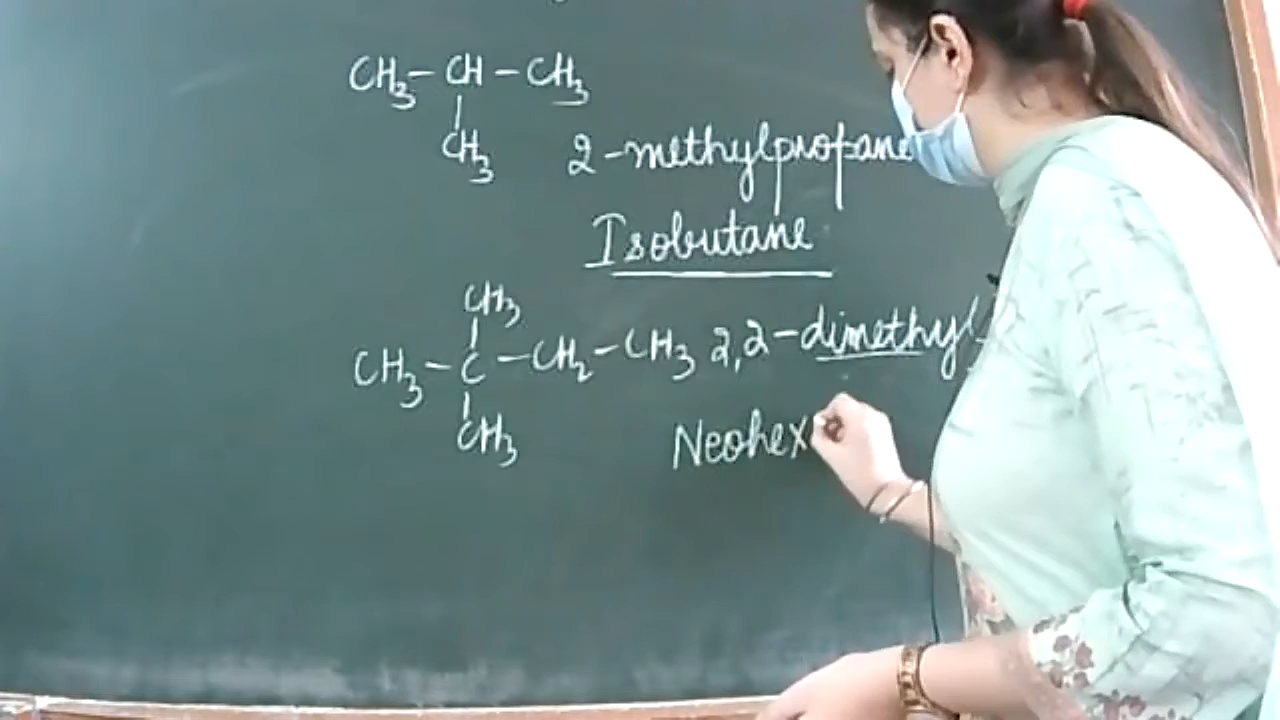 CH3 – CH – CH3
|
CH3 2-methylpropane
Isobutane
CH3
|
CH3 – C – CH2 – CH3 2,2-dimethyl
|
CH3 Neohex